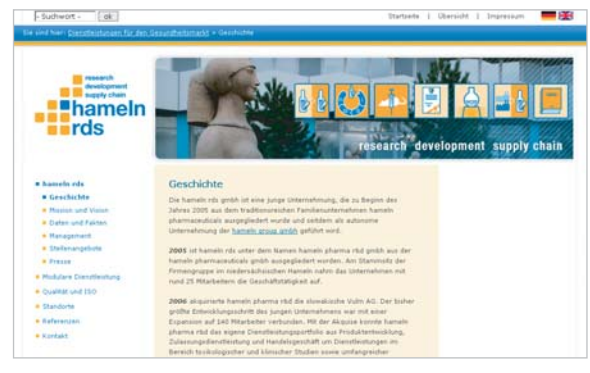 - Suchwort -
ok
Startseite | Übersicht | Impressum
Sie sind hier: Dienstleistungen für den Gesundheitsmarkt » Geschichte
research
development
supply chain
hameln
rds
research development supply chain
hameln rds
Geschichte
Mission und Vision
Daten und Fakten
Management
Stellenangebote
Presse
Modulare Dienstleistung
Qualität und ISO
Standorte
Referenzen
Kontakt
Geschichte
Die hameln rds gmbh ist eine junge Unternehmung, die zu Beginn des
Jahres 2005 aus dem traditionsreichen Familienunternehmen hameln
pharmaceuticals ausgegliedert wurde und seitdem als autonome
Unternehmung der hameln group gmbh geführt wird.
2005 ist hameln rds unter dem Namen hameln pharma r&d gmbh aus der
hameln pharmaceuticals gmbh ausgegliedert worden. Am Stammsitz der
Firmengruppe im niedersächsischen Hameln nahm das Unternehmen mit
rund 25 Mitarbeitern die Geschäftstätigkeit auf.
2006 akquirierte hameln pharma r&d die slowakische Vulm AG. Der bisher
größte Entwicklungsschritt des jungen Unternehmens war mit einer
Expansion auf 140 Mitarbeiter verbunden. Mit der Akquise konnte hameln
pharma r&d das eigene Dienstleistungsportfolio aus Produktentwicklung,
Zulassungsdienstleistung und Handelsgeschäft um Dienstleistungen im
Bereich toxikologischer und klinischer Studien sowie umfangreicher